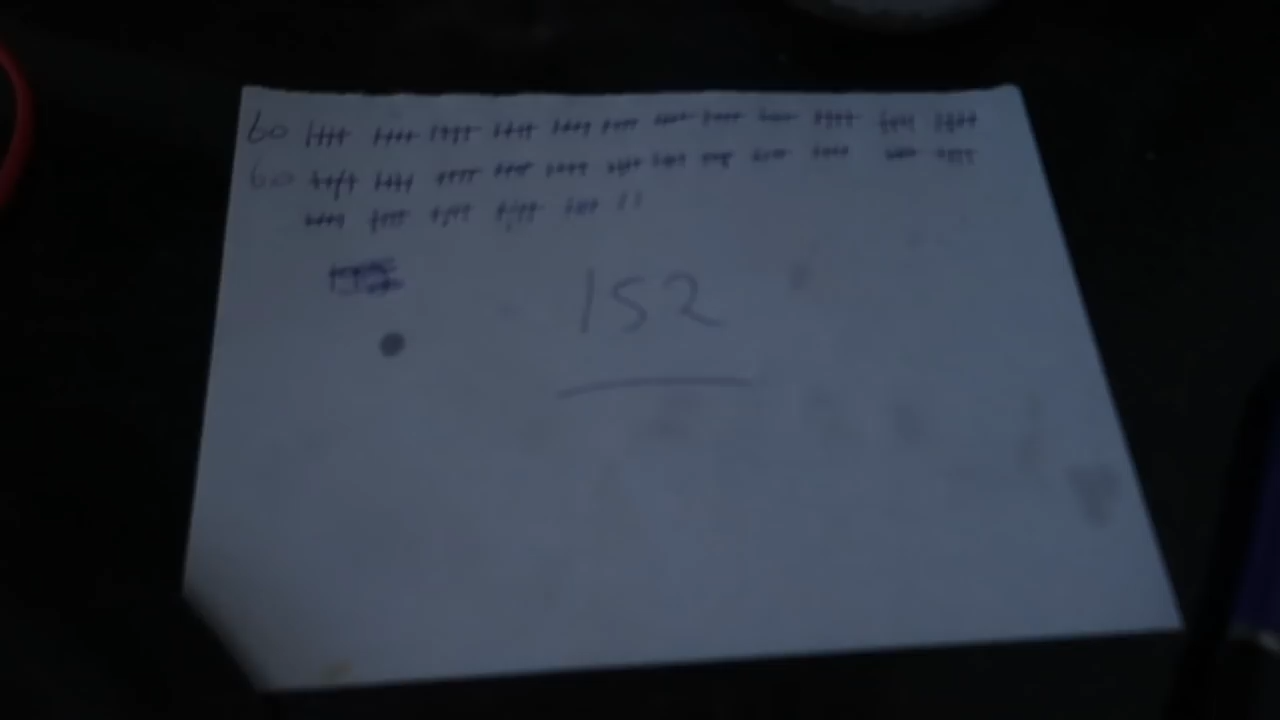 60 𝍸 𝍸 𝍸 𝍸 𝍸 𝍸 𝍸 𝍸 𝍸 𝍸 𝍸 𝍸
60 𝍸 𝍸 𝍸 𝍸 𝍸 𝍸 𝍸 𝍸 𝍸 𝍸 𝍸 𝍸
𝍸 𝍸 𝍸 𝍸 𝍸 ||
152